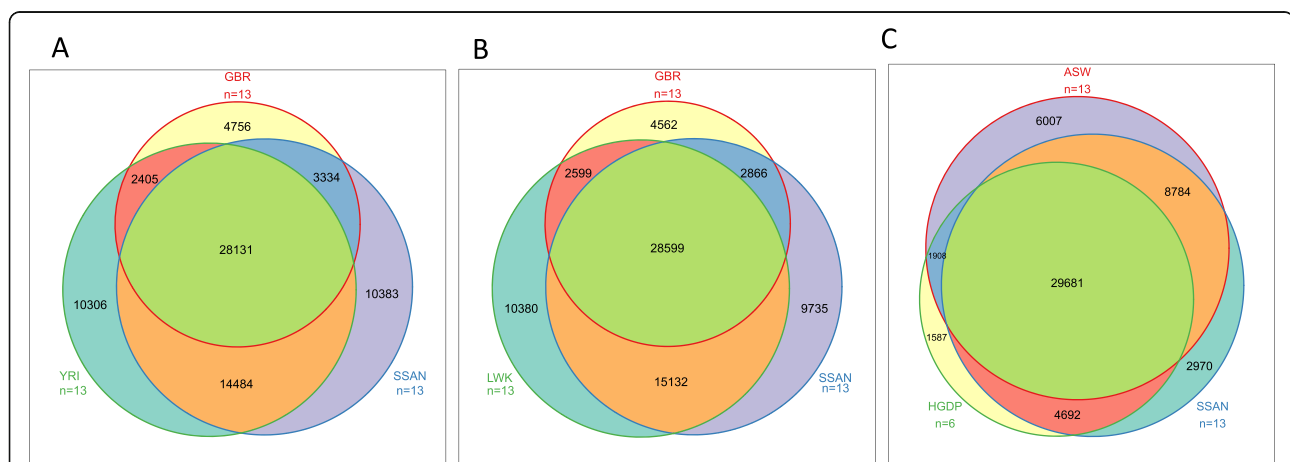 A
GBR
n=13
4756
2405
3334
28131
10306
10383
14484
YRI
n=13
SSAN
n=13
B
GBR
n=13
4562
2599
2866
28599
10380
9735
15132
LWK
n=13
SSAN
n=13
C
ASW
n=13
6007
8784
1908
29681
1587
2970
4692
HGDP
n=6
SSAN
n=13